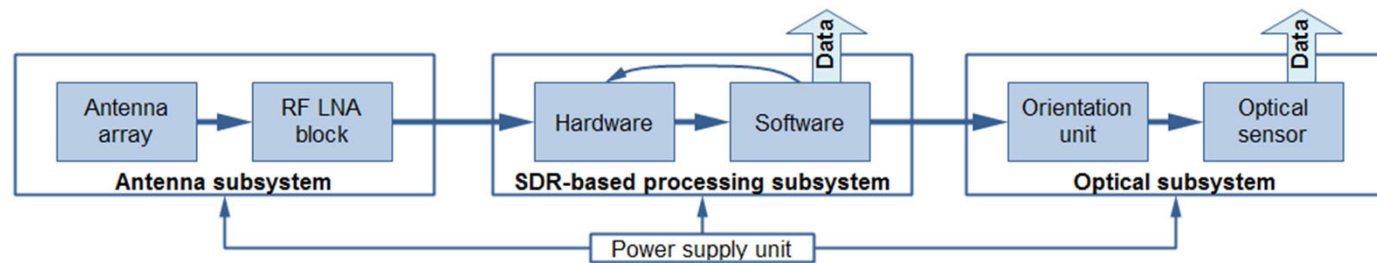 Data
Data
Antenna
array
RF LNA
block
Hardware
Software
Orientation
unit
Optical
sensor
Antenna subsystem
SDR-based processing subsystem
Optical subsystem
Power supply unit